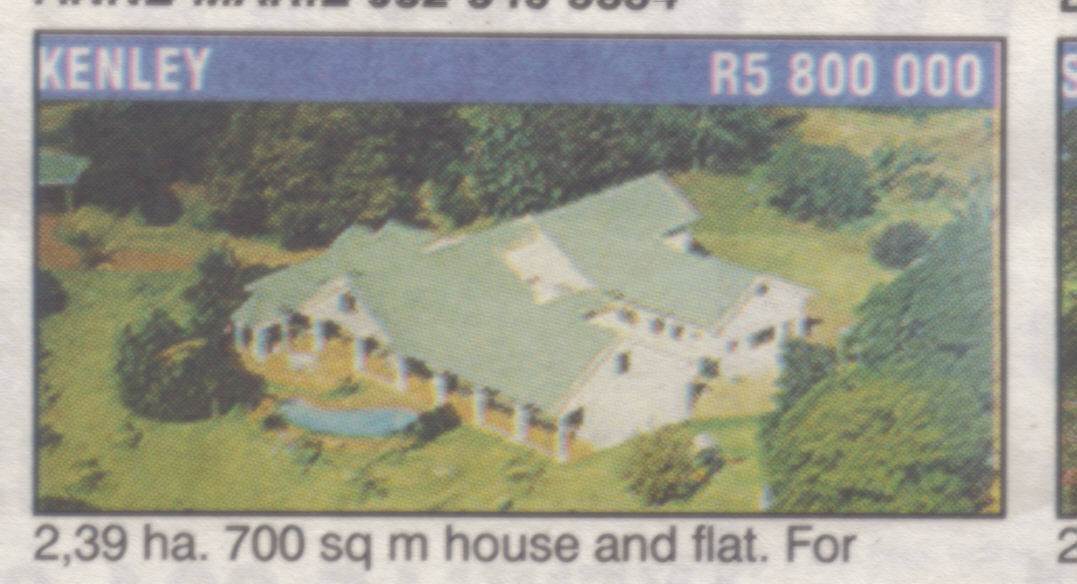 KENLEY R5 800 000
2,39 ha. 700 sq m house and flat. For